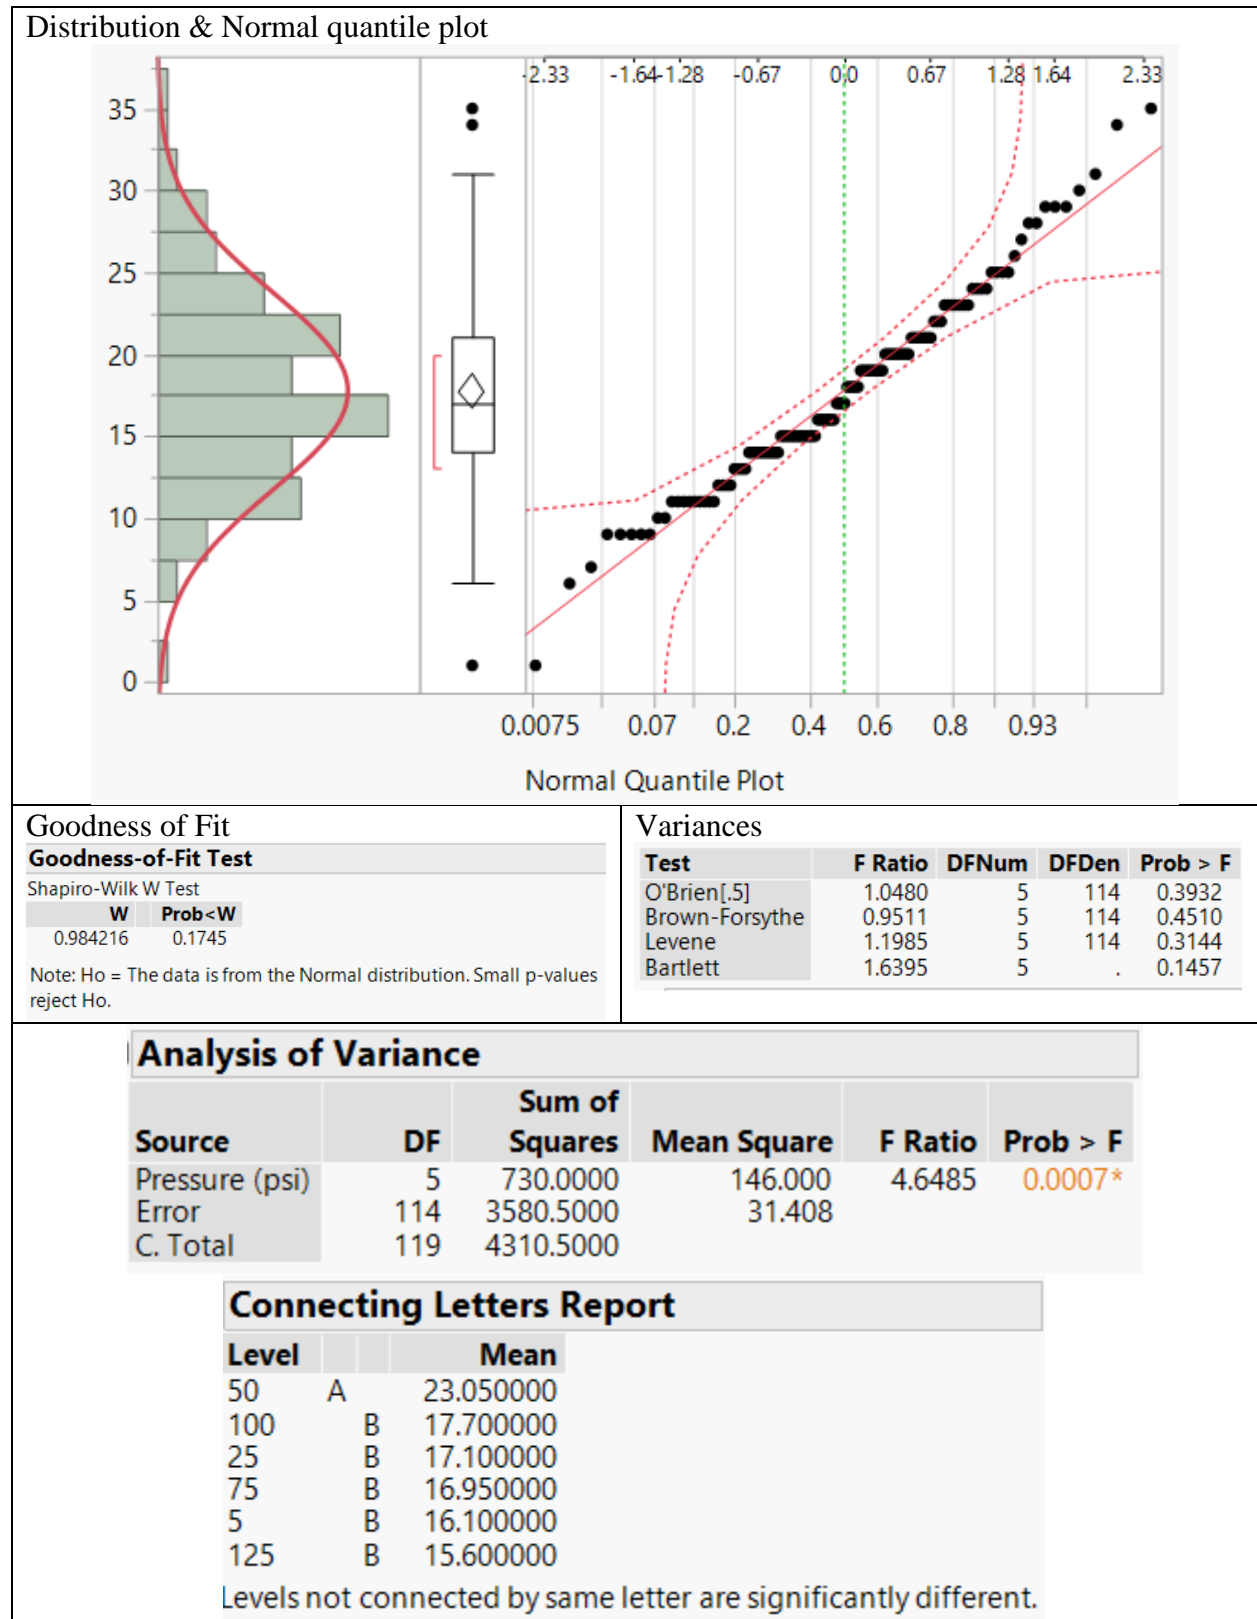 Distribution & Normal quantile plot
-2.33 -1.64 -1.28 -0.67 0.0 0.67 1.28 1.64 2.33
35
30
25
20
15
10
5
0
0.0075 0.07 0.2 0.4 0.6 0.8 0.93
Normal Quantile Plot
Goodness of Fit
Goodness-of-Fit Test
Shapiro-Wilk W Test
W Prob<W
0.984216 0.1745
Note: Ho = The data is from the Normal distribution. Small p-values
reject Ho.
Variances
Test F Ratio DFNum DFDen Prob > F
O'Brien[.5] 1.0480 5 114 0.3932
Brown-Forsythe 0.9511 5 114 0.4510
Levene 1.1985 5 114 0.3144
Bartlett 1.6395 5 . 0.1457
Analysis of Variance
Sum of
Source DF Squares Mean Square F Ratio Prob > F
Pressure (psi) 5 730.0000 146.000 4.6485 0.0007*
Error 114 3580.5000 31.408
C. Total 119 4310.5000
Connecting Letters Report
Level Mean
50 A 23.050000
100 B 17.700000
25 B 17.100000
75 B 16.950000
5 B 16.100000
125 B 15.600000
Levels not connected by same letter are significantly different.